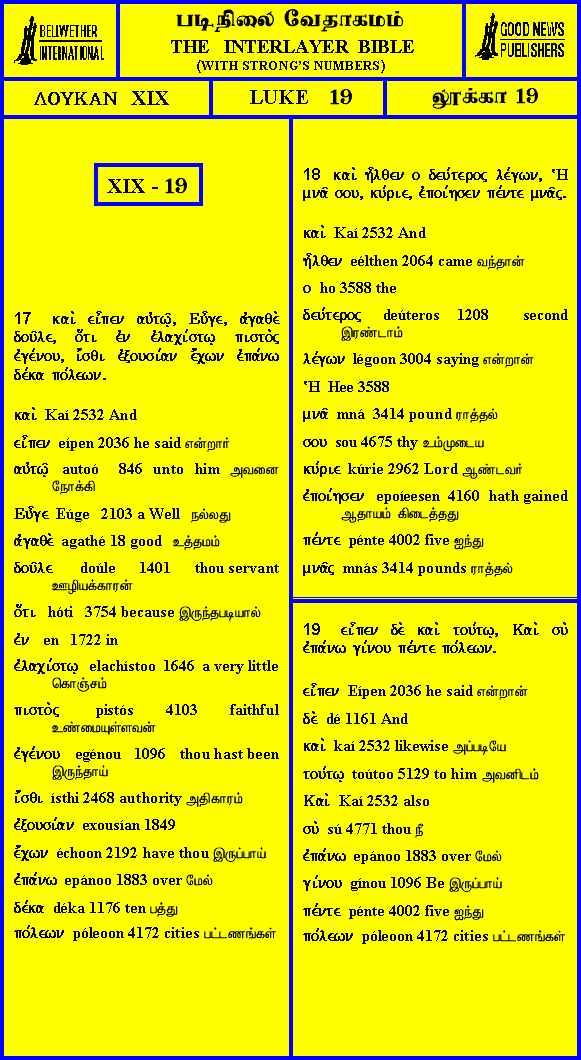 BELLWETHER
INTERNATIONAL
படிநிலை வேதாகமம்
THE INTERLAYER BIBLE
(WITH STRONG'S NUMBERS)
GOOD NEWS
PUBLISHERS
ΛΟΥΚΑΝ XIX
LUKE 19
லூக்கா 19
XIX - 19
17 καὶ εἶπεν αὐτῷ, Εὖγε, ἀγαθὲ
δοῦλε, ὅτι ἐν ἐλαχίστῳ πιστὸς
ἐγένου, ἴσθι ἐξουσίαν ἔχων ἐπάνω
δέκα πόλεων.
καὶ Kaí 2532 And
εἶπεν eípen 2036 he said என்றார்
αὐτῷ autoó 846 unto him அவனை
நோக்கி
Εὖγε Eúge 2103 a Well நல்லது
ἀγαθὲ agathé 18 good உத்தமம்
δοῦλε doúle 1401 thou servant
ஊழியக்காரன்
ὅτι hóti 3754 because இருந்தபடியால்
ἐν en 1722 in
ἐλαχίστῳ elachístoo 1646 a very little
கொஞ்சம்
πιστὸς pistós 4103 faithful
உண்மையுள்ளவன்
ἐγένου egénou 1096 thou hast been
இருந்தாய்
ἴσθι ísthi 2468 authority அதிகாரம்
ἐξουσίαν exousían 1849
ἔχων échoon 2192 have thou இருப்பாய்
ἐπάνω epánoo 1883 over மேல்
δέκα déka 1176 ten பத்து
πόλεων póleoon 4172 cities பட்டணங்கள்
18 καὶ ἦλθεν ο δεύτερος λέγων, Ἡ
μνᾶ σου, κύριε, ἐποίησεν πέντε μνᾶς.
καὶ Kaí 2532 And
ἦλθεν eélthen 2064 came வந்தான்
ο ho 3588 the
δεύτερος deúteros 1208 second
இரண்டாம்
λέγων légoon 3004 saying என்றான்
Ἡ Hee 3588
μνᾶ mná 3414 pound ராத்தல்
σου sou 4675 thy உம்முடைய
κύριε kúrie 2962 Lord ஆண்டவர்
ἐποίησεν epoíeesen 4160 hath gained
ஆதாயம் கிடைத்தது
πέντε pénte 4002 five ஐந்து
μνᾶς mnás 3414 pounds ராத்தல்
19 εἶπεν δὲ καὶ τούτῳ, Καὶ σὺ
ἐπάνω γίνου πέντε πόλεων.
εἶπεν Eípen 2036 he said என்றான்
δὲ dé 1161 And
καὶ kaí 2532 likewise அப்படியே
τούτῳ toútoo 5129 to him அவனிடம்
Καὶ Kaí 2532 also
σὺ sú 4771 thou நீ
ἐπάνω epánoo 1883 over மேல்
γίνου gínou 1096 Be இருப்பாய்
πέντε pénte 4002 five ஐந்து
πόλεων póleoon 4172 cities பட்டணங்கள்